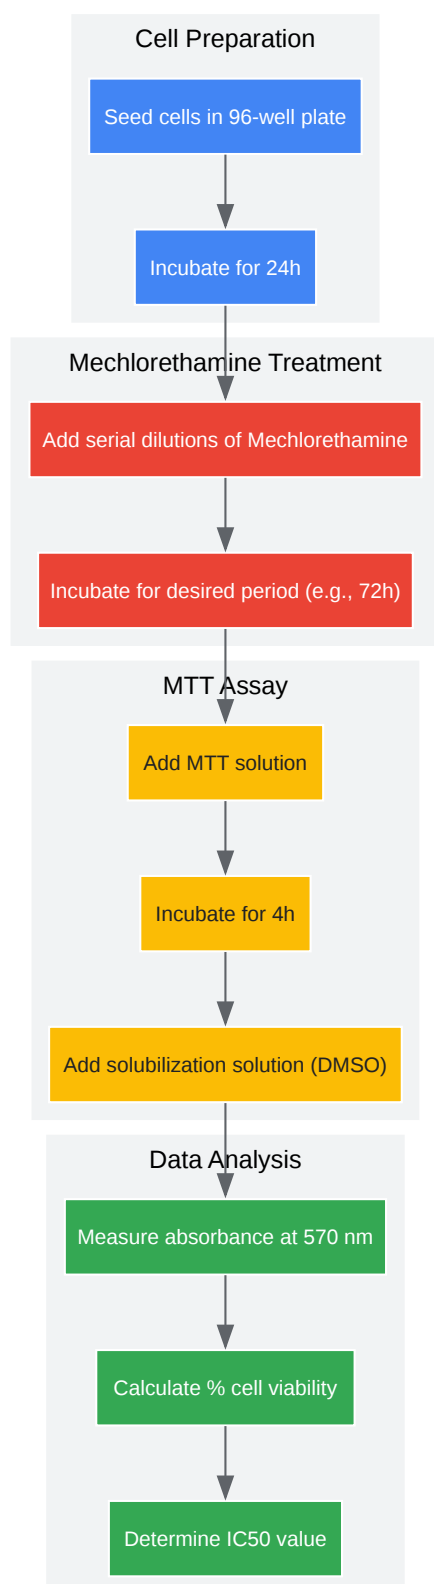 Cell Preparation
Seed cells in 96-well plate
Incubate for 24h
Mechlorethamine Treatment
Add serial dilutions of Mechlorethamine
Incubate for desired period (e.g., 72h)
MTT Assay
Add MTT solution
Incubate for 4h
Add solubilization solution (DMSO)
Data Analysis
Measure absorbance at 570 nm
Calculate % cell viability
Determine IC50 value